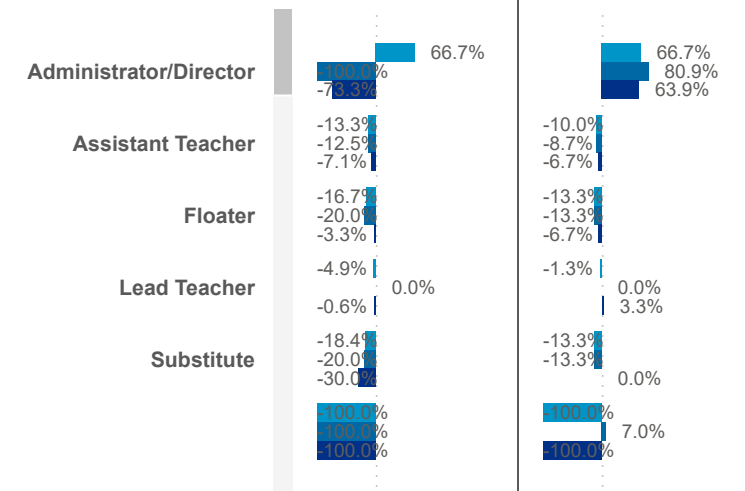 66.7% 66.7%
Administrator/Director -100.0% 80.9%
-73.3% 63.9%
-13.3% -10.0%
Assistant Teacher -12.5% -8.7%
-7.1% -6.7%
-16.7% -13.3%
Floater -20.0% -13.3%
-3.3% -6.7%
-4.9% -1.3%
Lead Teacher 0.0% 0.0%
-0.6% 3.3%
-18.4% -13.3%
Substitute -20.0% -13.3%
-30.0% 0.0%
-100.0% -100.0%
-100.0% 7.0%
-100.0% -100.0%